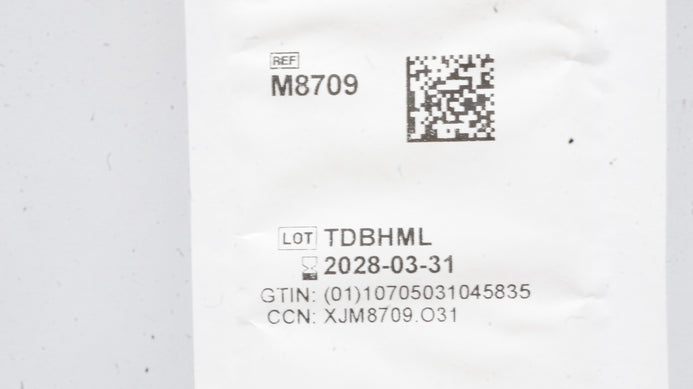 REF
M8709
LOT TDBHML
2028-03-31
GTIN: (01)10705031045835
CCN: XJM8709.O31